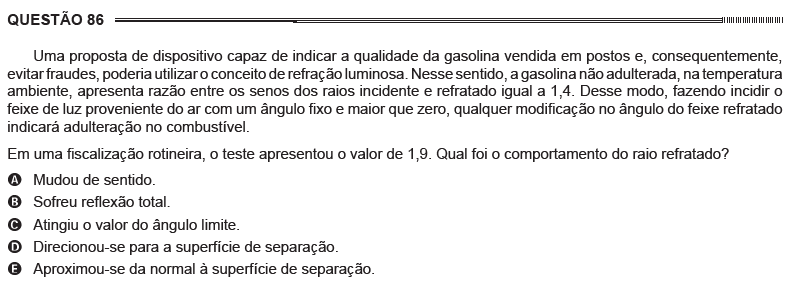 QUESTÃO 86
Uma proposta de dispositivo capaz de indicar a qualidade da gasolina vendida em postos e, consequentemente,
evitar fraudes, poderia utilizar o conceito de refração luminosa. Nesse sentido, a gasolina não adulterada, na temperatura
ambiente, apresenta razão entre os senos dos raios incidente e refratado igual a 1,4. Desse modo, fazendo incidir o
feixe de luz proveniente do ar com um ângulo fixo e maior que zero, qualquer modificação no ângulo do feixe refratado
indicará adulteração no combustível.
Em uma fiscalização rotineira, o teste apresentou o valor de 1,9. Qual foi o comportamento do raio refratado?
A Mudou de sentido.
B Sofreu reflexão total.
C Atingiu o valor do ângulo limite.
D Direcionou-se para a superfície de separação.
E Aproximou-se da normal à superfície de separação.